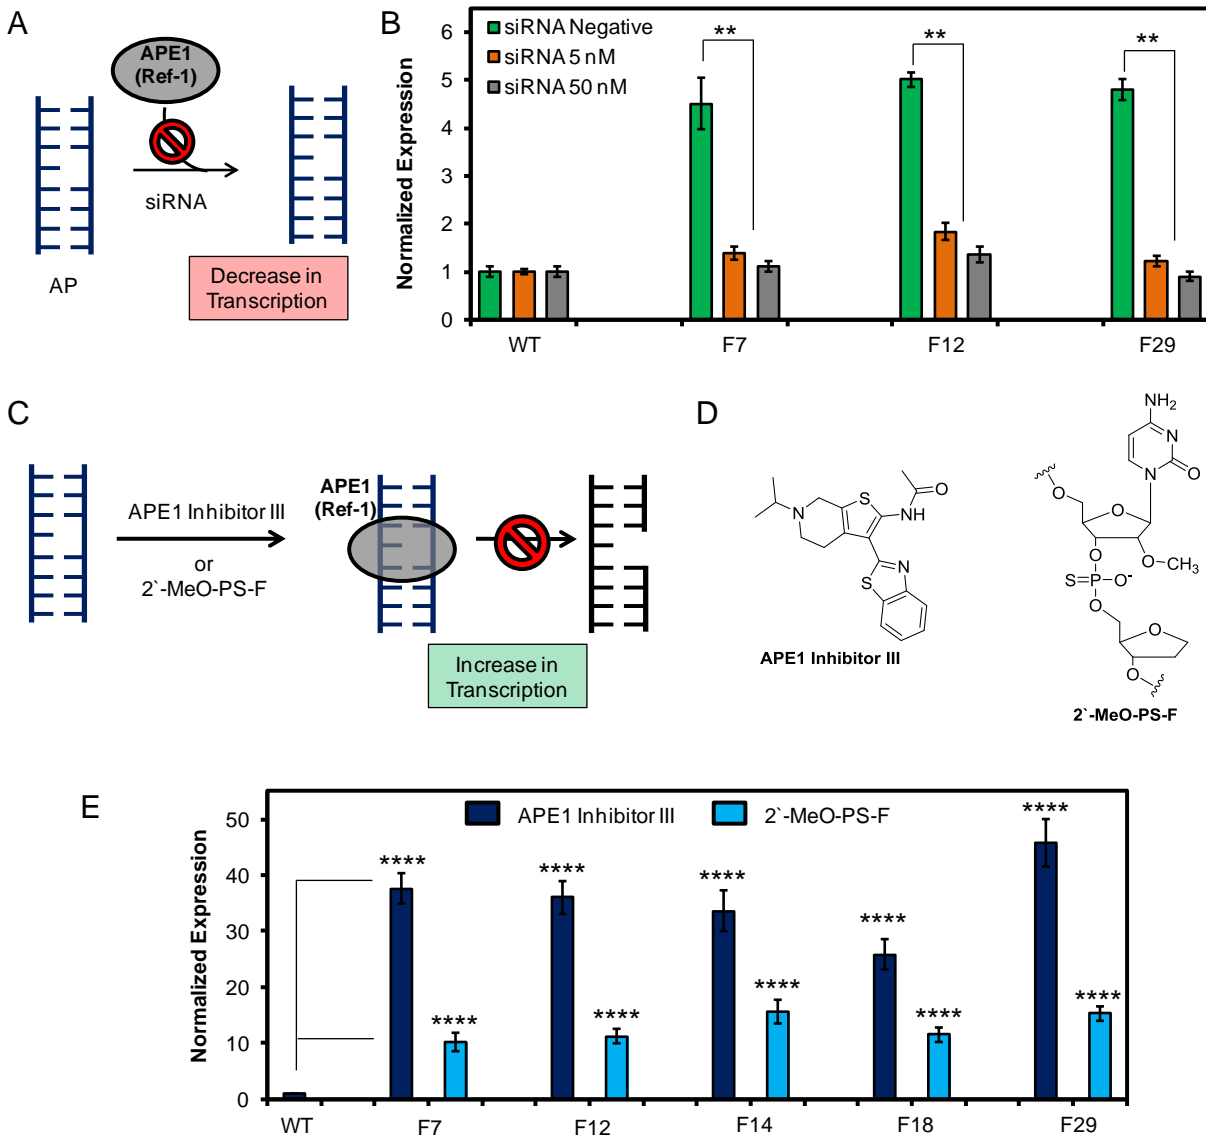 A
APE1
(Ref-1)
siRNA
AP
Decrease in
Transcription
B
siRNA Negative
siRNA 5 nM
siRNA 50 nM
**
**
**
Normalized Expression
6
5
4
3
2
1
0
WT
F7
F12
F29
C
APE1 Inhibitor III
or
2`-MeO-PS-F
APE1
(Ref-1)
Increase in
Transcription
D
S
N
NH
O
N
S
APE1 Inhibitor III
NH2
N
N
O
O
O
O
O
CH3
S=P
O-
O
O
O
2`-MeO-PS-F
E
APE1 Inhibitor III
2`-MeO-PS-F
Normalized Expression
50
40
30
20
10
0
****
****
****
****
****
****
****
****
****
****
WT
F7
F12
F14
F18
F29